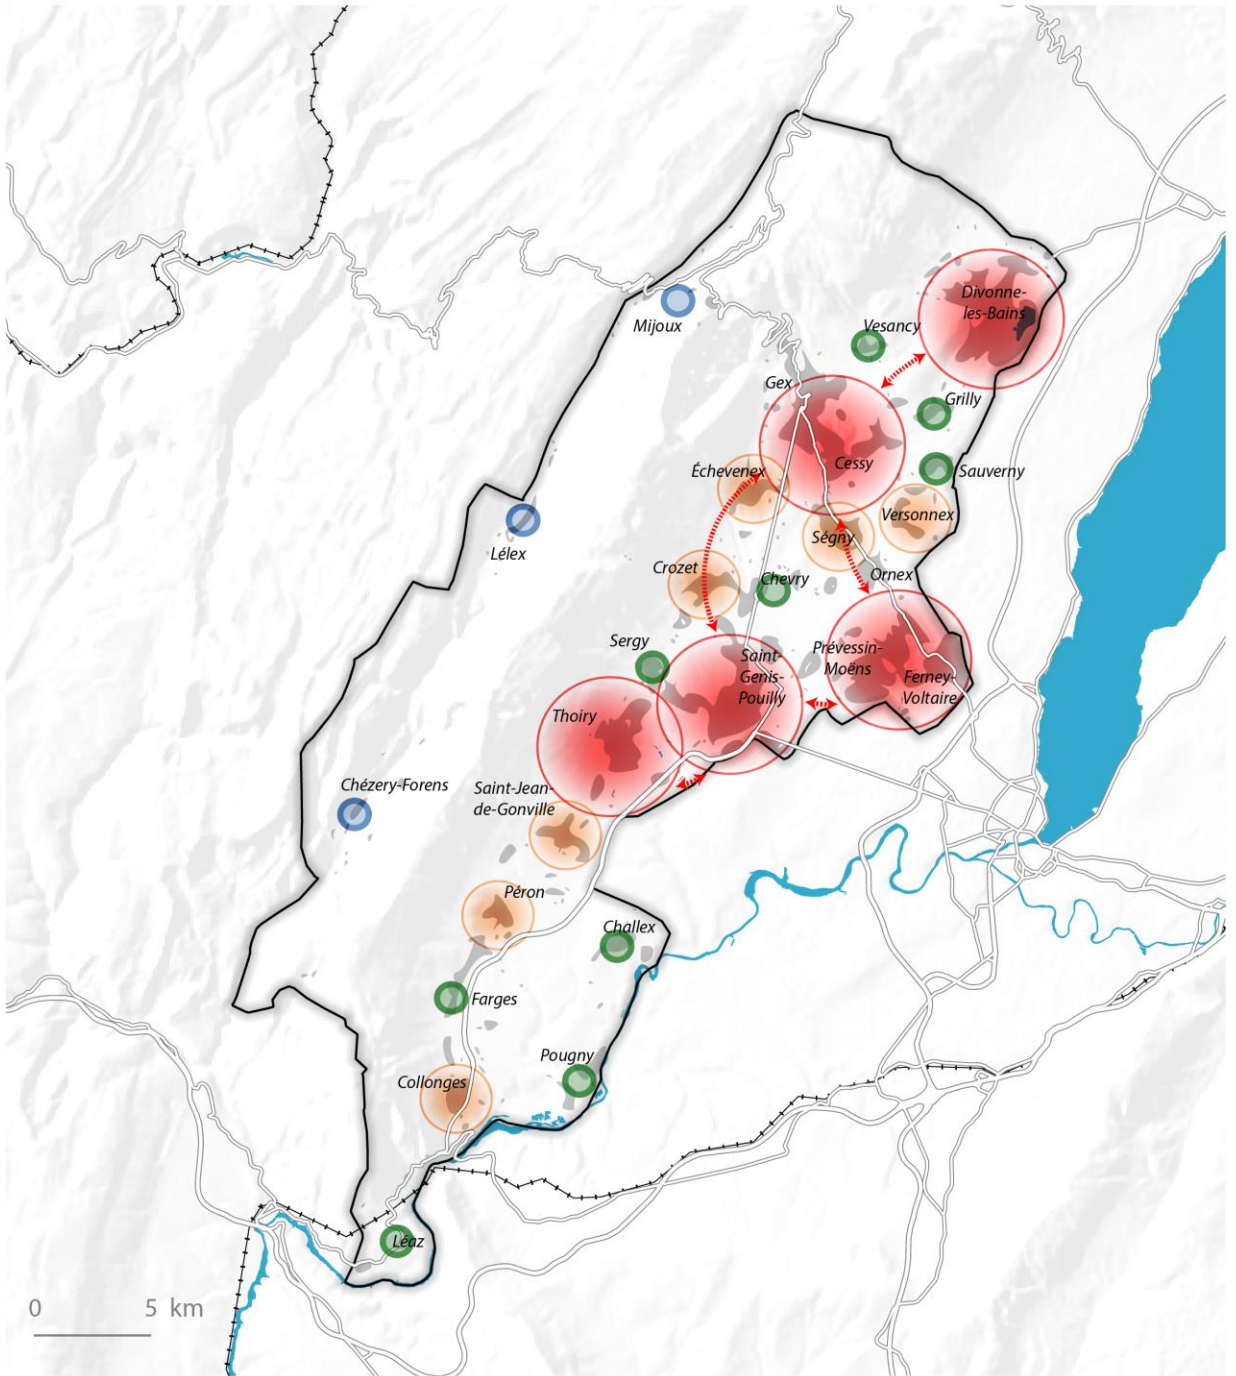 Divonne-
les-Bains
Mijoux
Vesancy
Gex
Grilly
Cessy
Échevenex
Sauverny
Versonnex
Ségny
Lélex
Crozet
Chevry
Ornex
Sergy
Saint-
Genis-
Pouilly
Prévessin-
Moëns
Ferney-
Voltaire
Thoiry
Chézery-Forens
Saint-Jean-
de-Gonville
Péron
Challex
Farges
Pougny
Collonges
Léaz
0 5 km